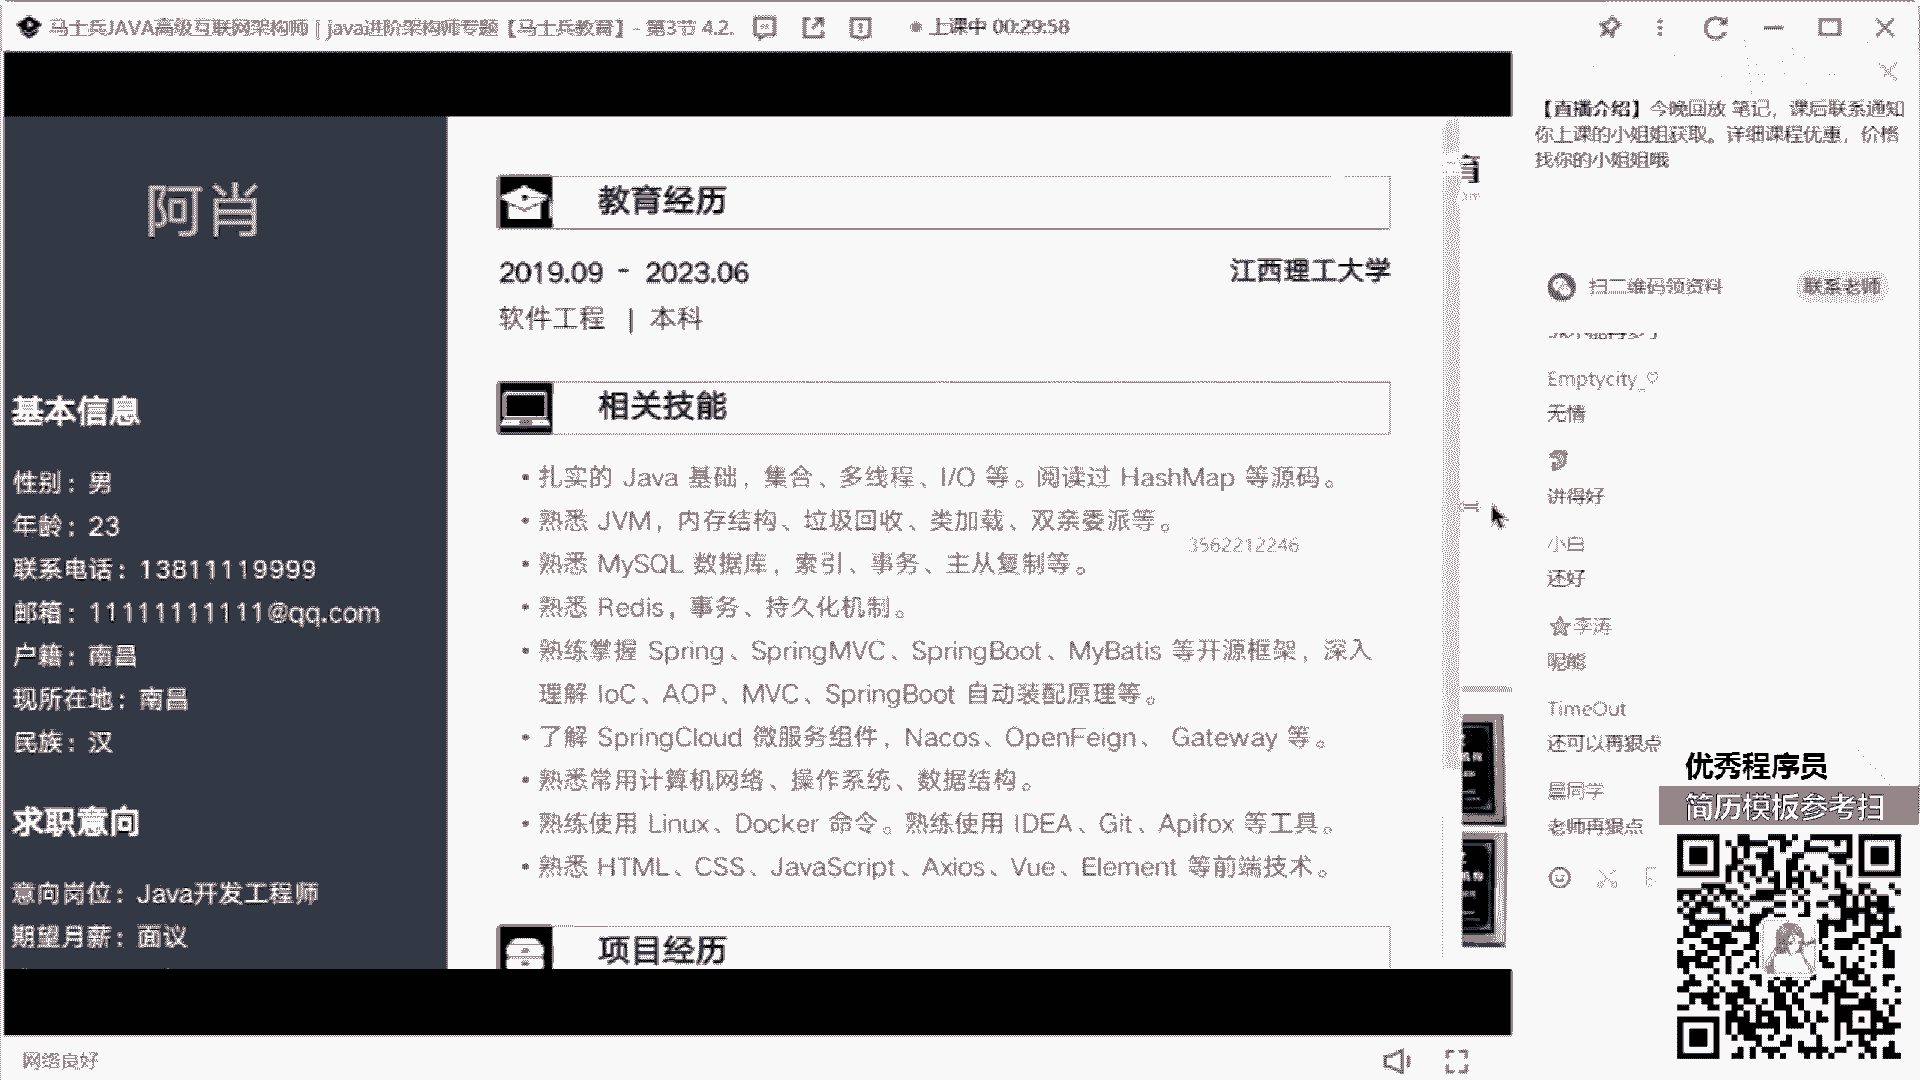 马士兵JAVA高级互联网架构师 | java进阶架构师专题【马士兵教育】 - 第3节 4.2.
上课中 00:29:58
阿肖
基本信息
性别：男
年龄：23
联系电话：13811119999
邮箱：11111111111@qq.com
户籍：南昌
现所在地：南昌
民族：汉
求职意向
意向岗位：Java开发工程师
期望月薪：面议
教育经历
2019.09 - 2023.06 江西理工大学
软件工程 | 本科
相关技能
• 扎实的 Java 基础，集合、多线程、I/O 等。阅读过 HashMap 等源码。
• 熟悉 JVM，内存结构、垃圾回收、类加载、双亲委派等。
3562212246
• 熟悉 MySQL 数据库，索引、事务、主从复制等。
• 熟悉 Redis，事务、持久化机制。
• 熟练掌握 Spring、SpringMVC、SpringBoot、MyBatis 等开源框架，深入
理解 IoC、AOP、MVC、SpringBoot 自动装配原理等。
• 了解 SpringCloud 微服务组件，Nacos、OpenFeign、 Gateway 等。
• 熟悉常用计算机网络、操作系统、数据结构。
• 熟练使用 Linux、Docker 命令。熟练使用 IDEA、Git、Apifox 等工具。
• 熟悉 HTML、CSS、JavaScript、Axios、Vue、Element 等前端技术。
项目经历
育
【直播介绍】今晚回放 笔记，课后联系通知
你上课的小姐姐获取。详细课程优惠，价格
找你的小姐姐哦
扫二维码领资料
联系老师
Emptycity_♡
无情
讲得好
小白
还好
☆李涛
呢能
TimeOut
还可以再狠点
晨同学
老师再狠点
优秀程序员
简历模板参考扫
网络良好